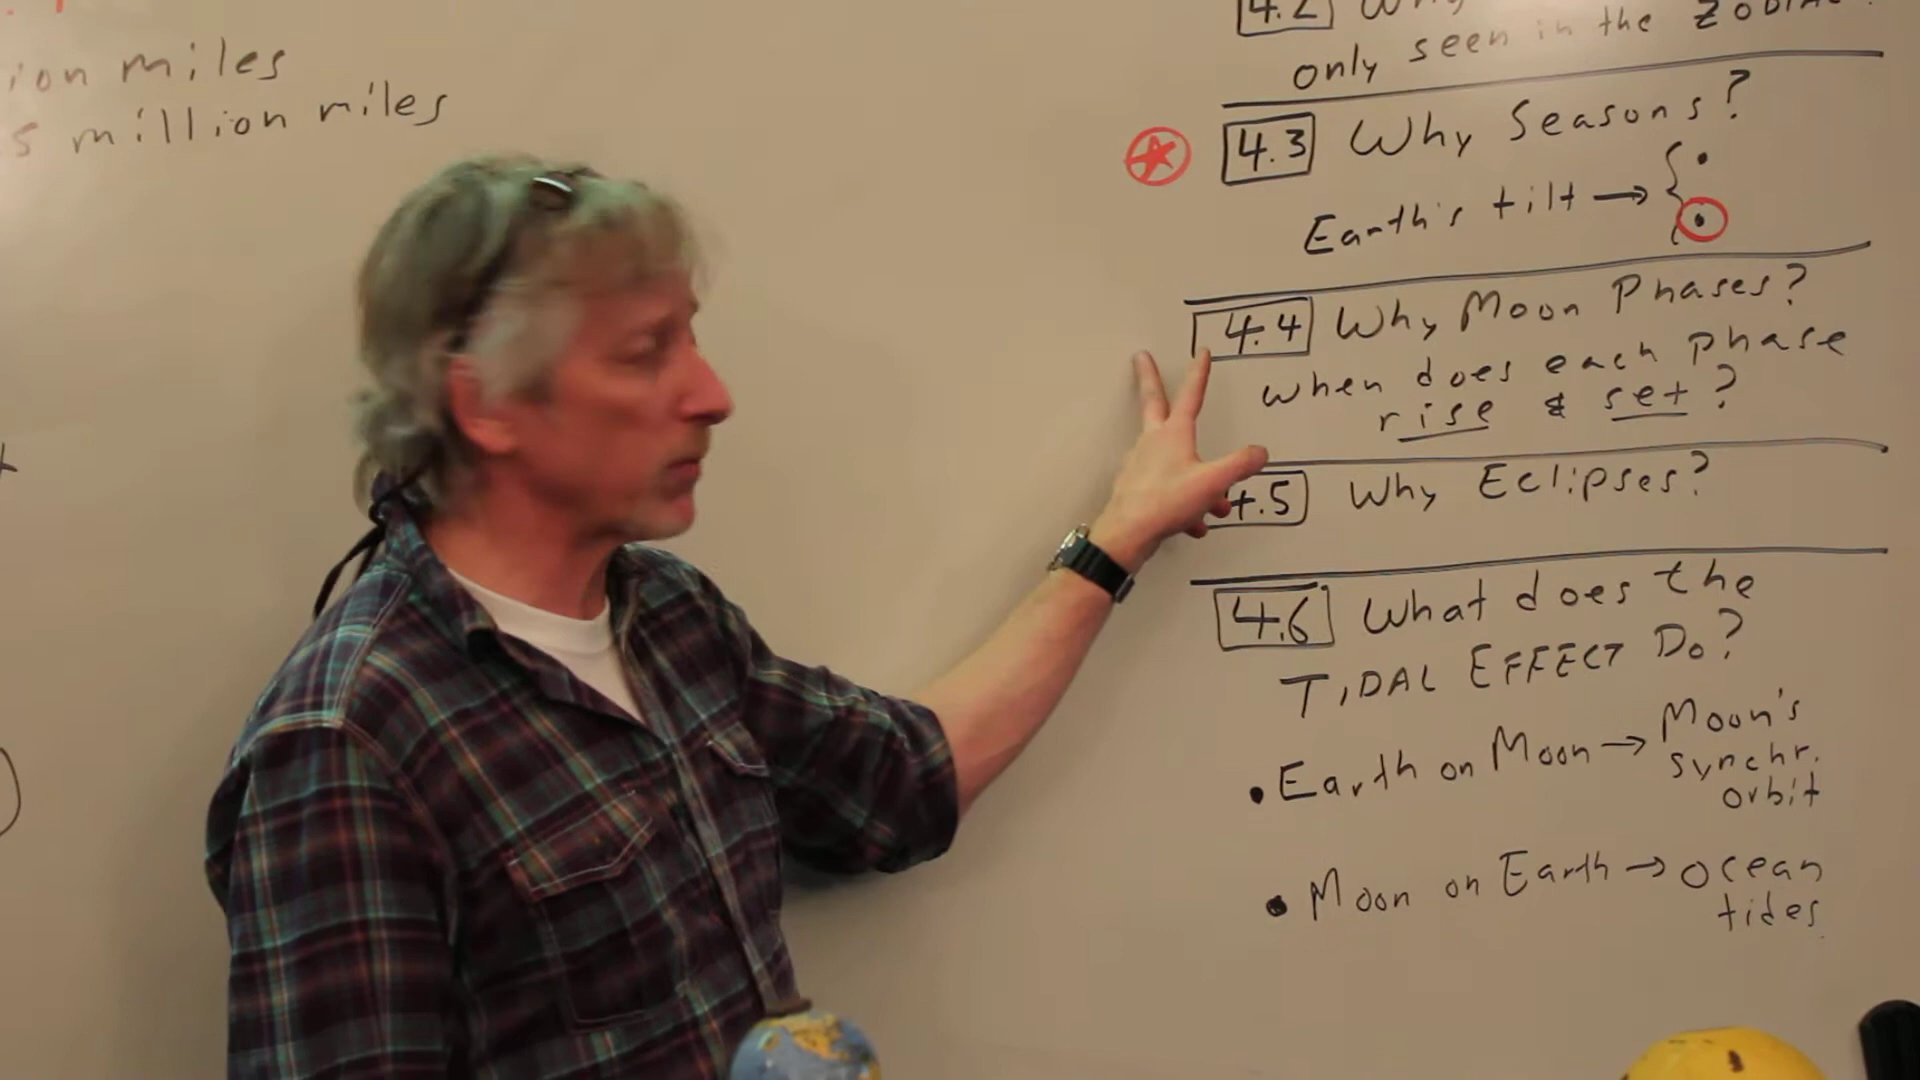 ion miles
s million miles
4.2 Why
only seen in the Zodiac?
4.3 Why Seasons?
Earth's tilt → {
4.4 Why Moon Phases?
when does each phase
rise & set?
4.5 Why Eclipses?
4.6 What does the
TIDAL EFFECT Do?
• Earth on Moon → Moon's
synchr.
orbit
• Moon on Earth → ocean
tides